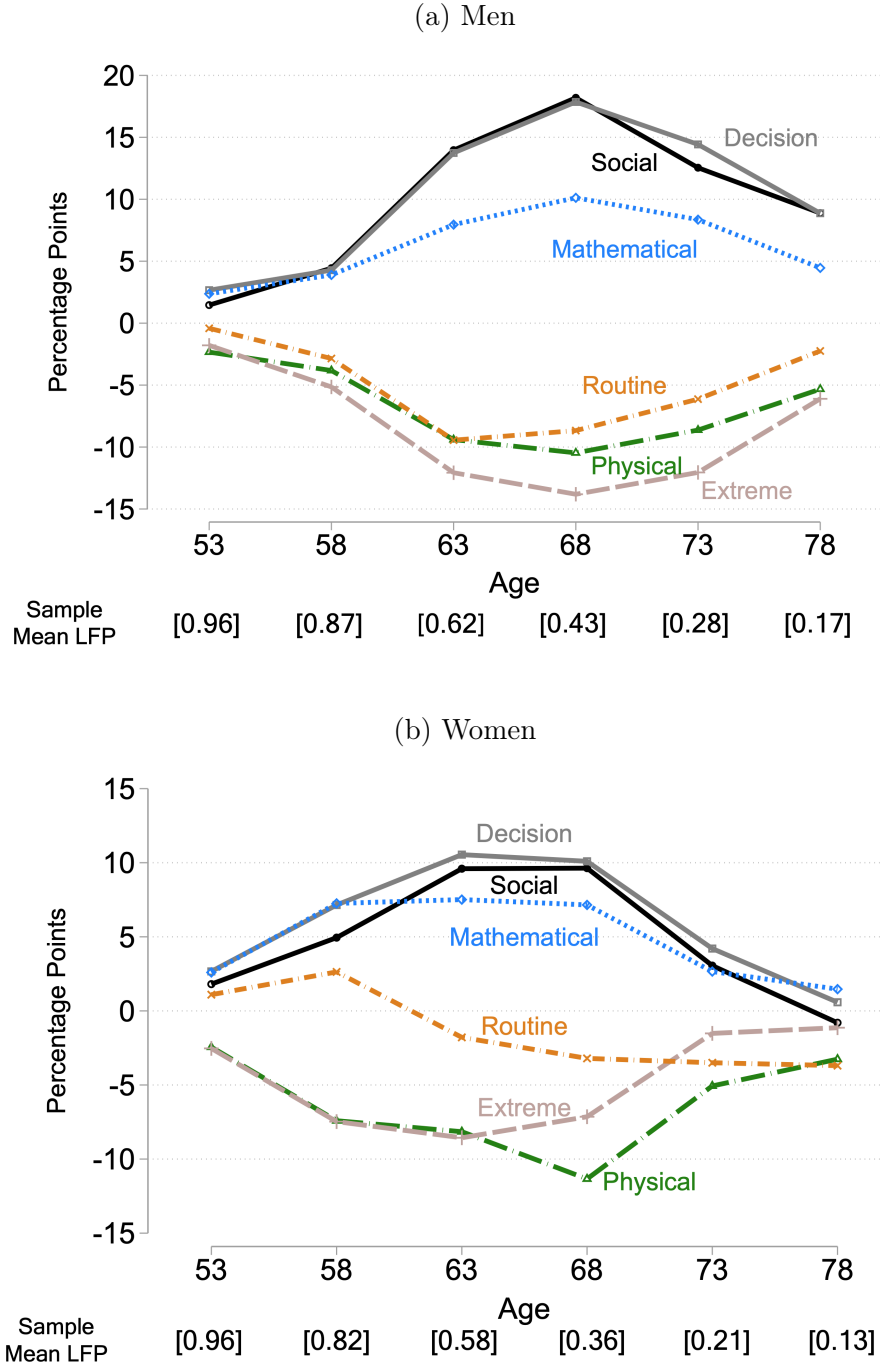 (a) Men
20
15
10
5
0
-5
-10
-15
Percentage Points
Decision
Social
Mathematical
Routine
Physical
Extreme
53 58 63 68 73 78
Age
Sample
Mean LFP
[0.96] [0.87] [0.62] [0.43] [0.28] [0.17]
(b) Women
15
10
5
0
-5
-10
-15
Percentage Points
Decision
Social
Mathematical
Routine
Extreme
Physical
53 58 63 68 73 78
Age
Sample
Mean LFP
[0.96] [0.82] [0.58] [0.36] [0.21] [0.13]